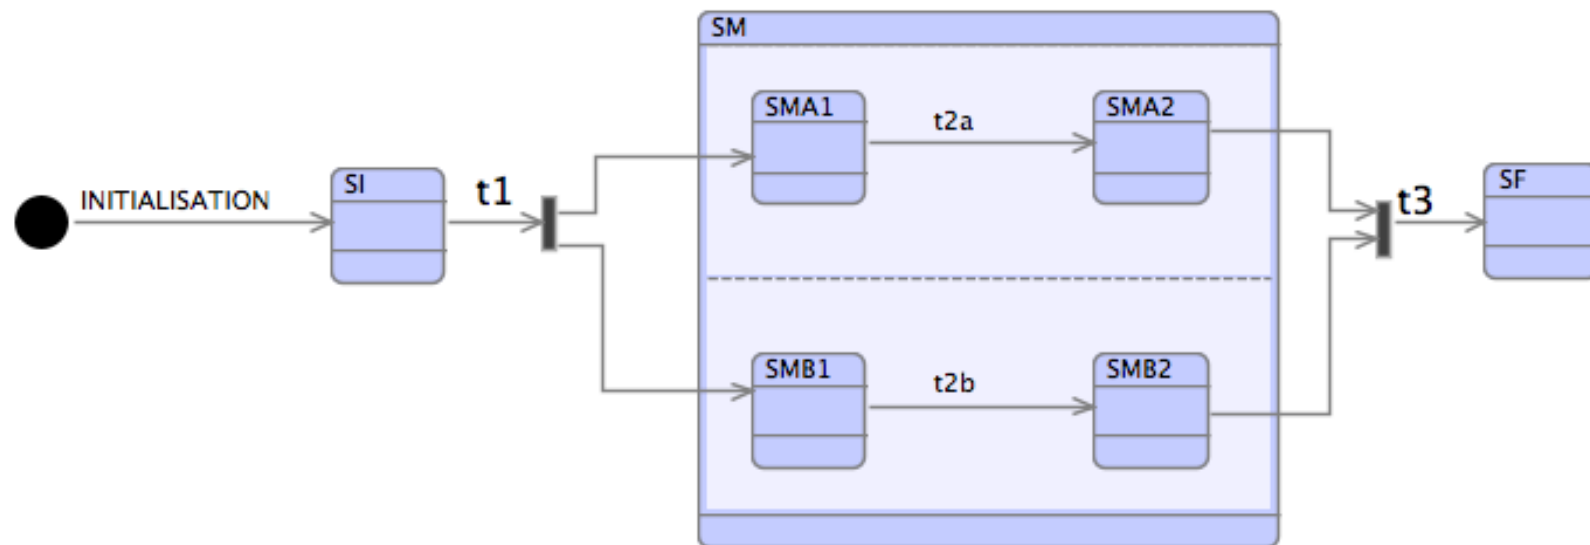 INITIALISATION
SI
t1
SM
SMA1
t2a
SMA2
SMB1
t2b
SMB2
t3
SF